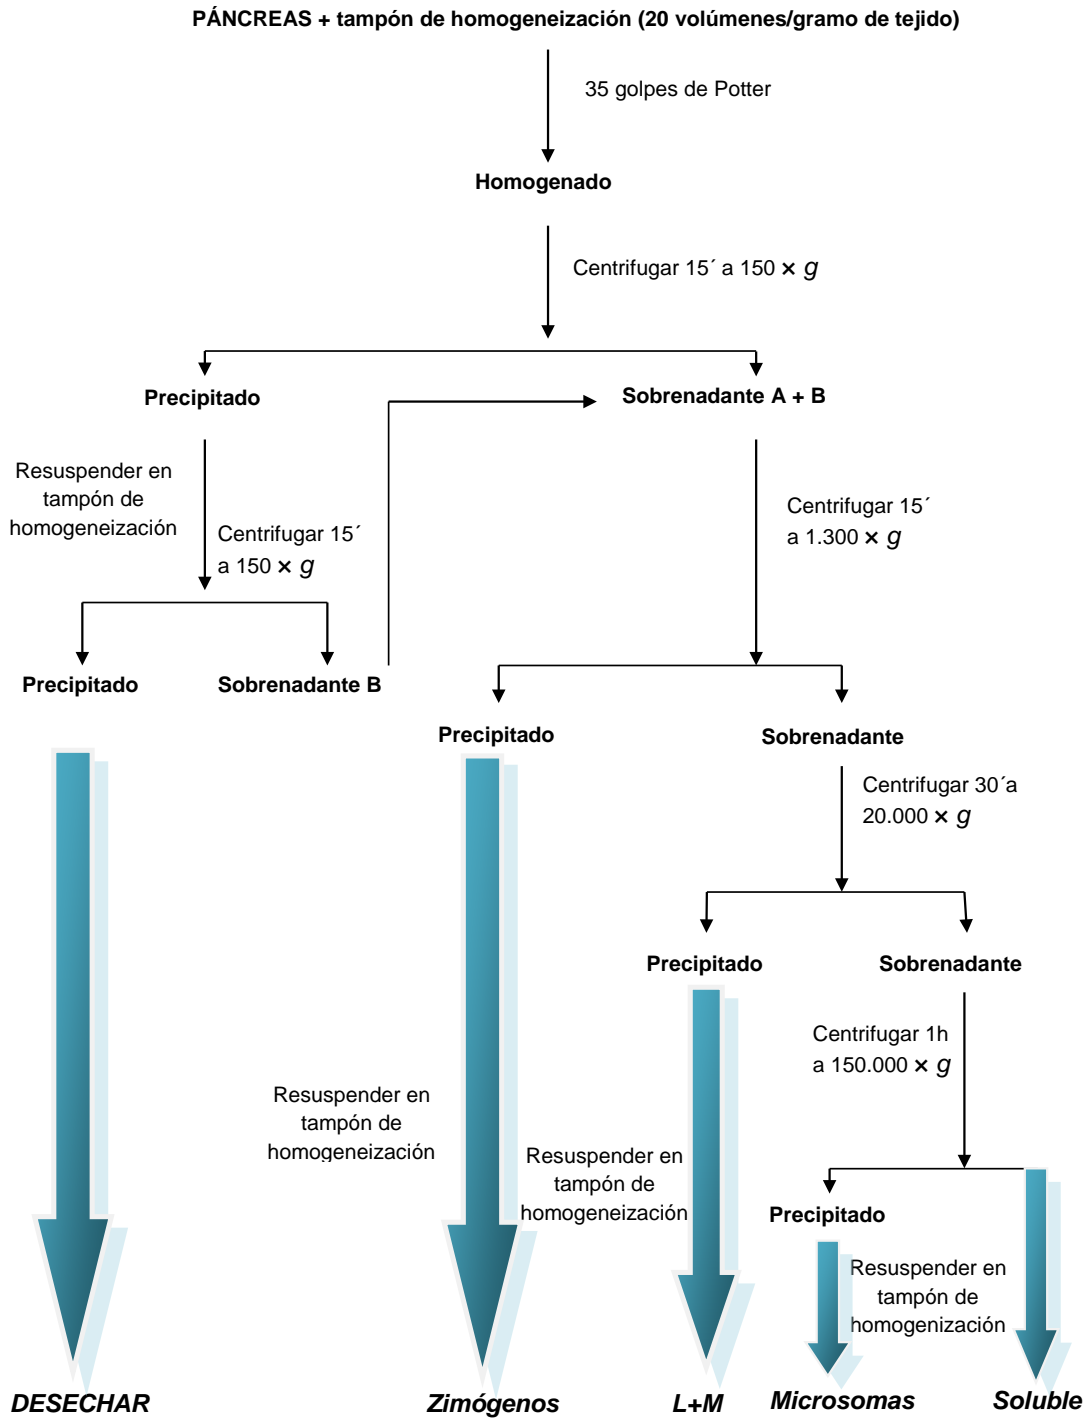 PÁNCREAS + tampón de homogeneización (20 volúmenes/gramo de tejido)
35 golpes de Potter
Homogenado
Centrifugar 15´ a 150 × g
Precipitado
Sobrenadante A + B
Resuspender en
tampón de
homogeneización
Centrifugar 15´
a 150 × g
Centrifugar 15´
a 1.300 × g
Precipitado
Sobrenadante B
Precipitado
Sobrenadante
Centrifugar 30´a
20.000 × g
Precipitado
Sobrenadante
Centrifugar 1h
a 150.000 × g
Resuspender en
tampón de
homogeneización
Resuspender en
tampón de
homogeneización
Precipitado
Resuspender en
tampón de
homogenización
DESECHAR
Zimógenos
L+M
Microsomas
Soluble